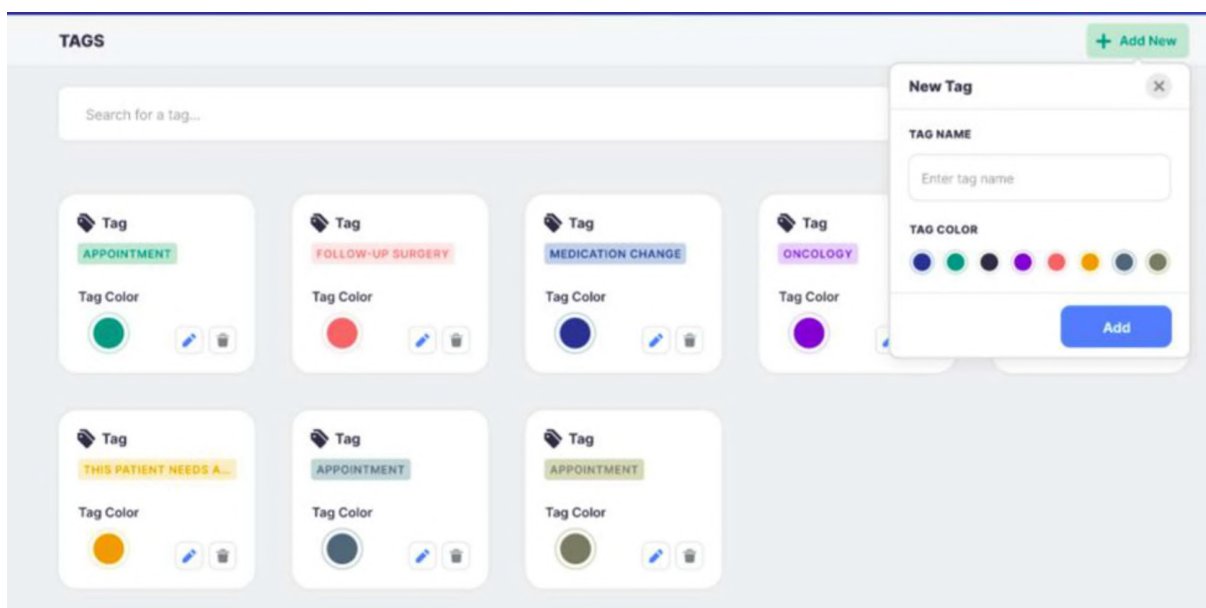 TAGS
+ Add New
Search for a tag...
New Tag
TAG NAME
Enter tag name
TAG COLOR
Add
Tag
APPOINTMENT
Tag Color
Tag
FOLLOW-UP SURGERY
Tag Color
Tag
MEDICATION CHANGE
Tag Color
Tag
ONCOLOGY
Tag Color
Tag
THIS PATIENT NEEDS A...
Tag Color
Tag
APPOINTMENT
Tag Color
Tag
APPOINTMENT
Tag Color